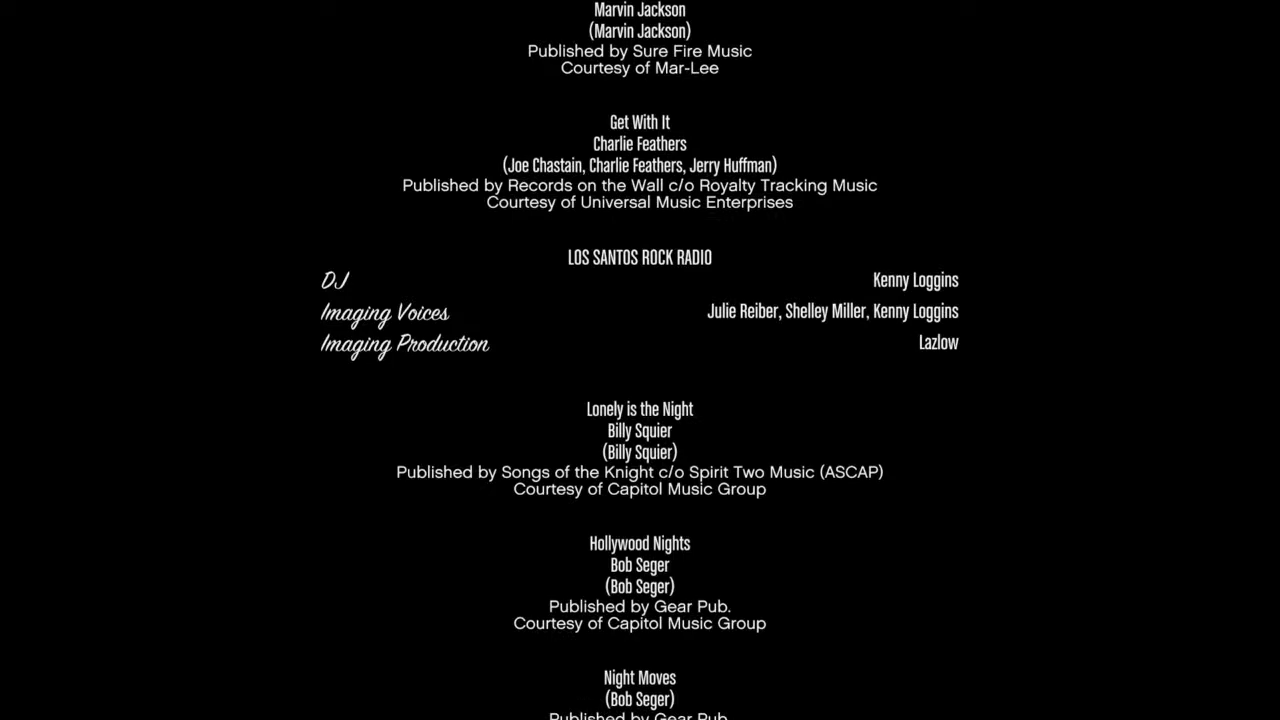 Marvin Jackson
(Marvin Jackson)
Published by Sure Fire Music
Courtesy of Mar-Lee
Get With It
Charlie Feathers
(Joe Chastain, Charlie Feathers, Jerry Huffman)
Published by Records on the Wall c/o Royalty Tracking Music
Courtesy of Universal Music Enterprises
LOS SANTOS ROCK RADIO
DJ Kenny Loggins
Imaging Voices Julie Reiber, Shelley Miller, Kenny Loggins
Imaging Production Lazlow
Lonely is the Night
Billy Squier
(Billy Squier)
Published by Songs of the Knight c/o Spirit Two Music (ASCAP)
Courtesy of Capitol Music Group
Hollywood Nights
Bob Seger
(Bob Seger)
Published by Gear Pub.
Courtesy of Capitol Music Group
Night Moves
(Bob Seger)
Published by Gear Pub.